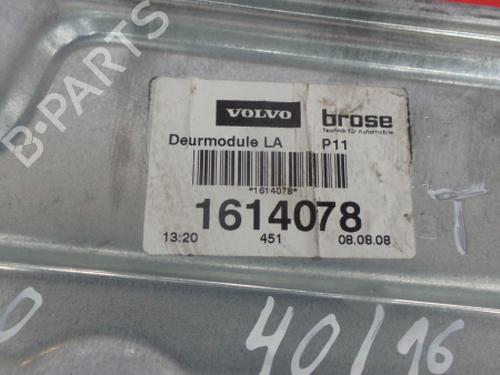 B-PARTS
VOLVO
brose
Technik für Automobile
Deurmodule LA P11
*1614078*
1614078
13:20 451 08.08.08
T
40/16